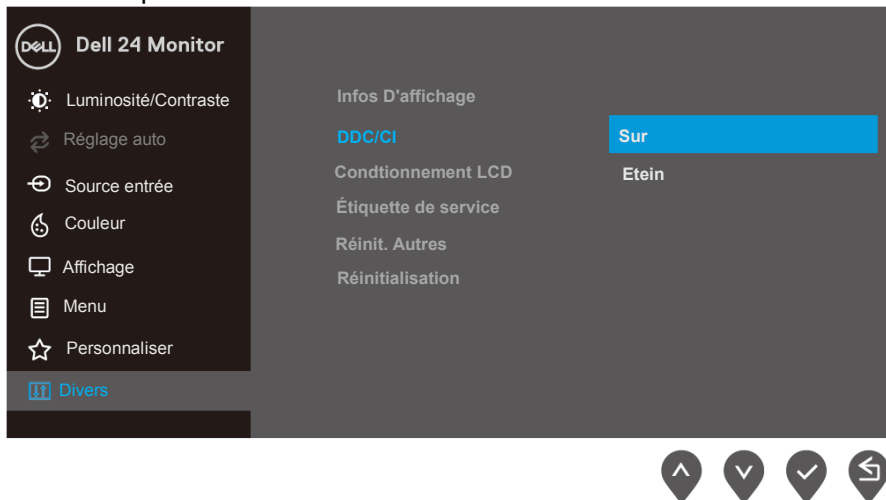 DELL
Dell 24 Monitor
Luminosité/Contraste
Réglage auto
Source entrée
Couleur
Affichage
Menu
Personnaliser
Divers
Infos D'affichage
DDC/CI
Condtionnement LCD
Étiquette de service
Réinit. Autres
Réinitialisation
Sur
Etein